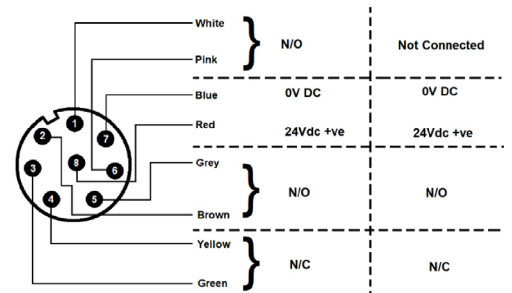 White
N/O
Not Connected
Pink
Blue
0V DC
0V DC
Red
24Vdc +ve
24Vdc +ve
Grey
N/O
N/O
Brown
Yellow
N/C
N/C
Green
1
2
7
3
8
6
4
5